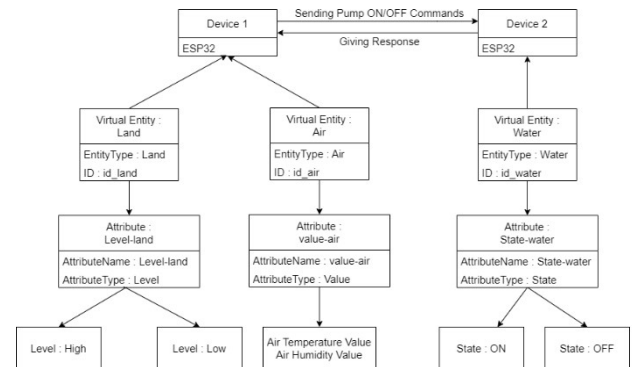 Device 1
ESP32
Sending Pump ON/OFF Commands
Giving Response
Device 2
ESP32
Virtual Entity :
Land
EntityType : Land
ID : id_land
Virtual Entity :
Air
EntityType : Air
ID : id_air
Virtual Entity :
Water
EntityType : Water
ID : id_water
Attribute :
Level-land
AttributeName : Level-land
AttributeType : Level
Attribute :
value-air
AttributeName : value-air
AttributeType : Value
Attribute :
State-water
AttributeName : State-water
AttributeType : State
Level : High
Level : Low
Air Temperature Value
Air Humidity Value
State : ON
State : OFF